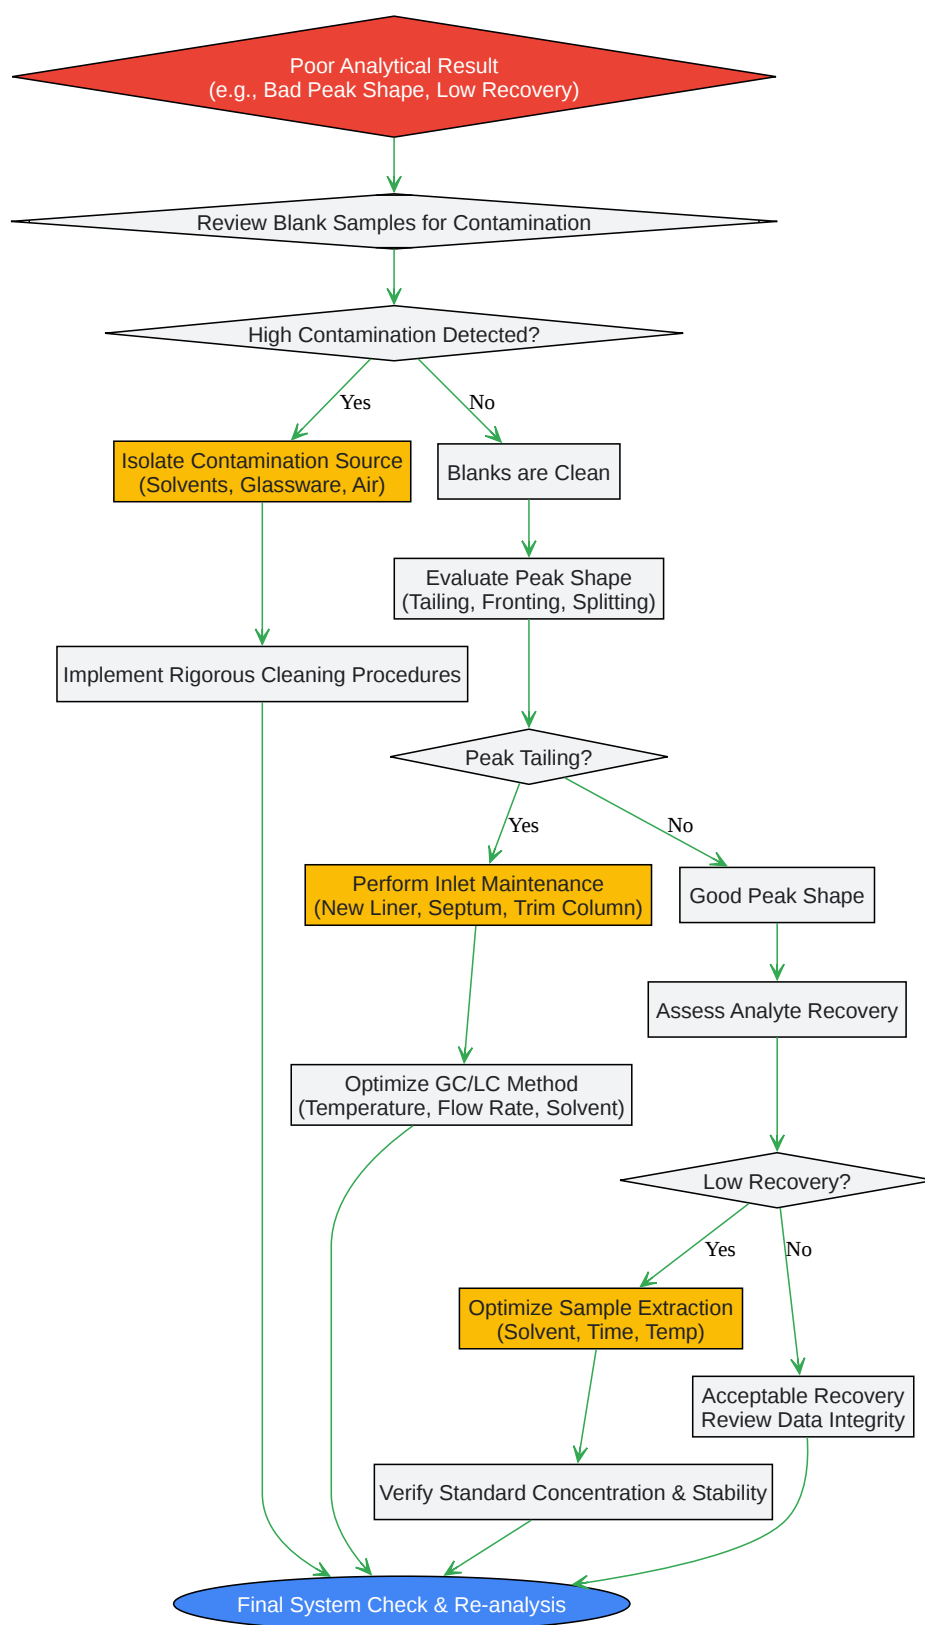 Poor Analytical Result
(e.g., Bad Peak Shape, Low Recovery)
Review Blank Samples for Contamination
High Contamination Detected?
Yes
No
Isolate Contamination Source
(Solvents, Glassware, Air)
Blanks are Clean
Evaluate Peak Shape
(Tailing, Fronting, Splitting)
Implement Rigorous Cleaning Procedures
Peak Tailing?
Yes
No
Perform Inlet Maintenance
(New Liner, Septum, Trim Column)
Good Peak Shape
Assess Analyte Recovery
Optimize GC/LC Method
(Temperature, Flow Rate, Solvent)
Low Recovery?
Yes
No
Optimize Sample Extraction
(Solvent, Time, Temp)
Acceptable Recovery
Review Data Integrity
Verify Standard Concentration & Stability
Final System Check & Re-analysis